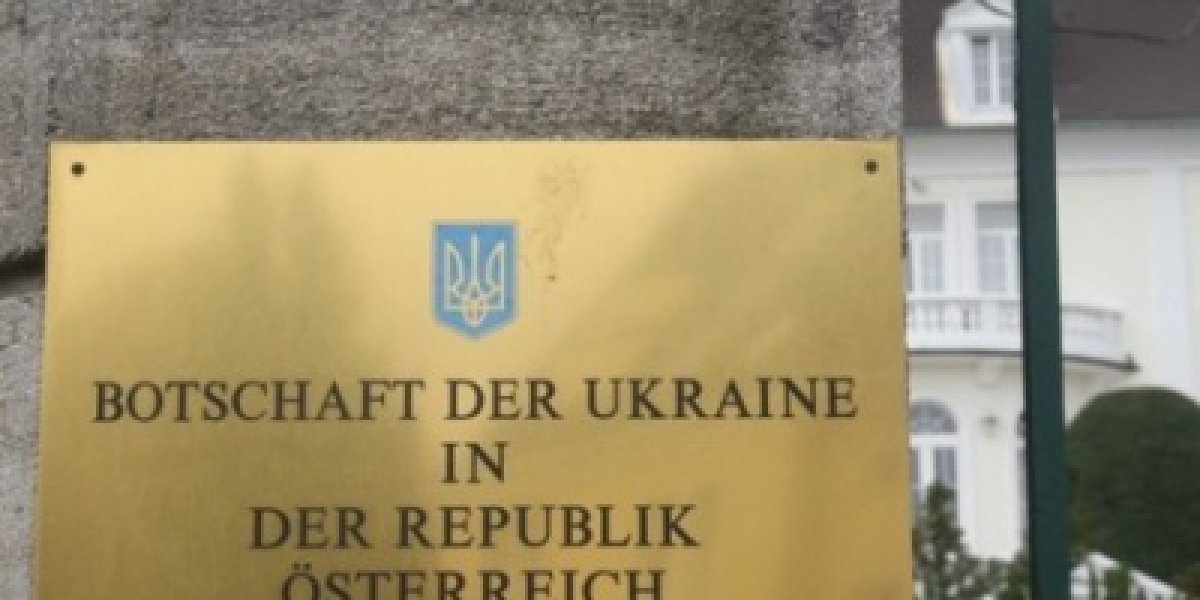 BOTSCHAFT DER UKRAINE
IN
DER REPUBLIK
ÖSTERREICH